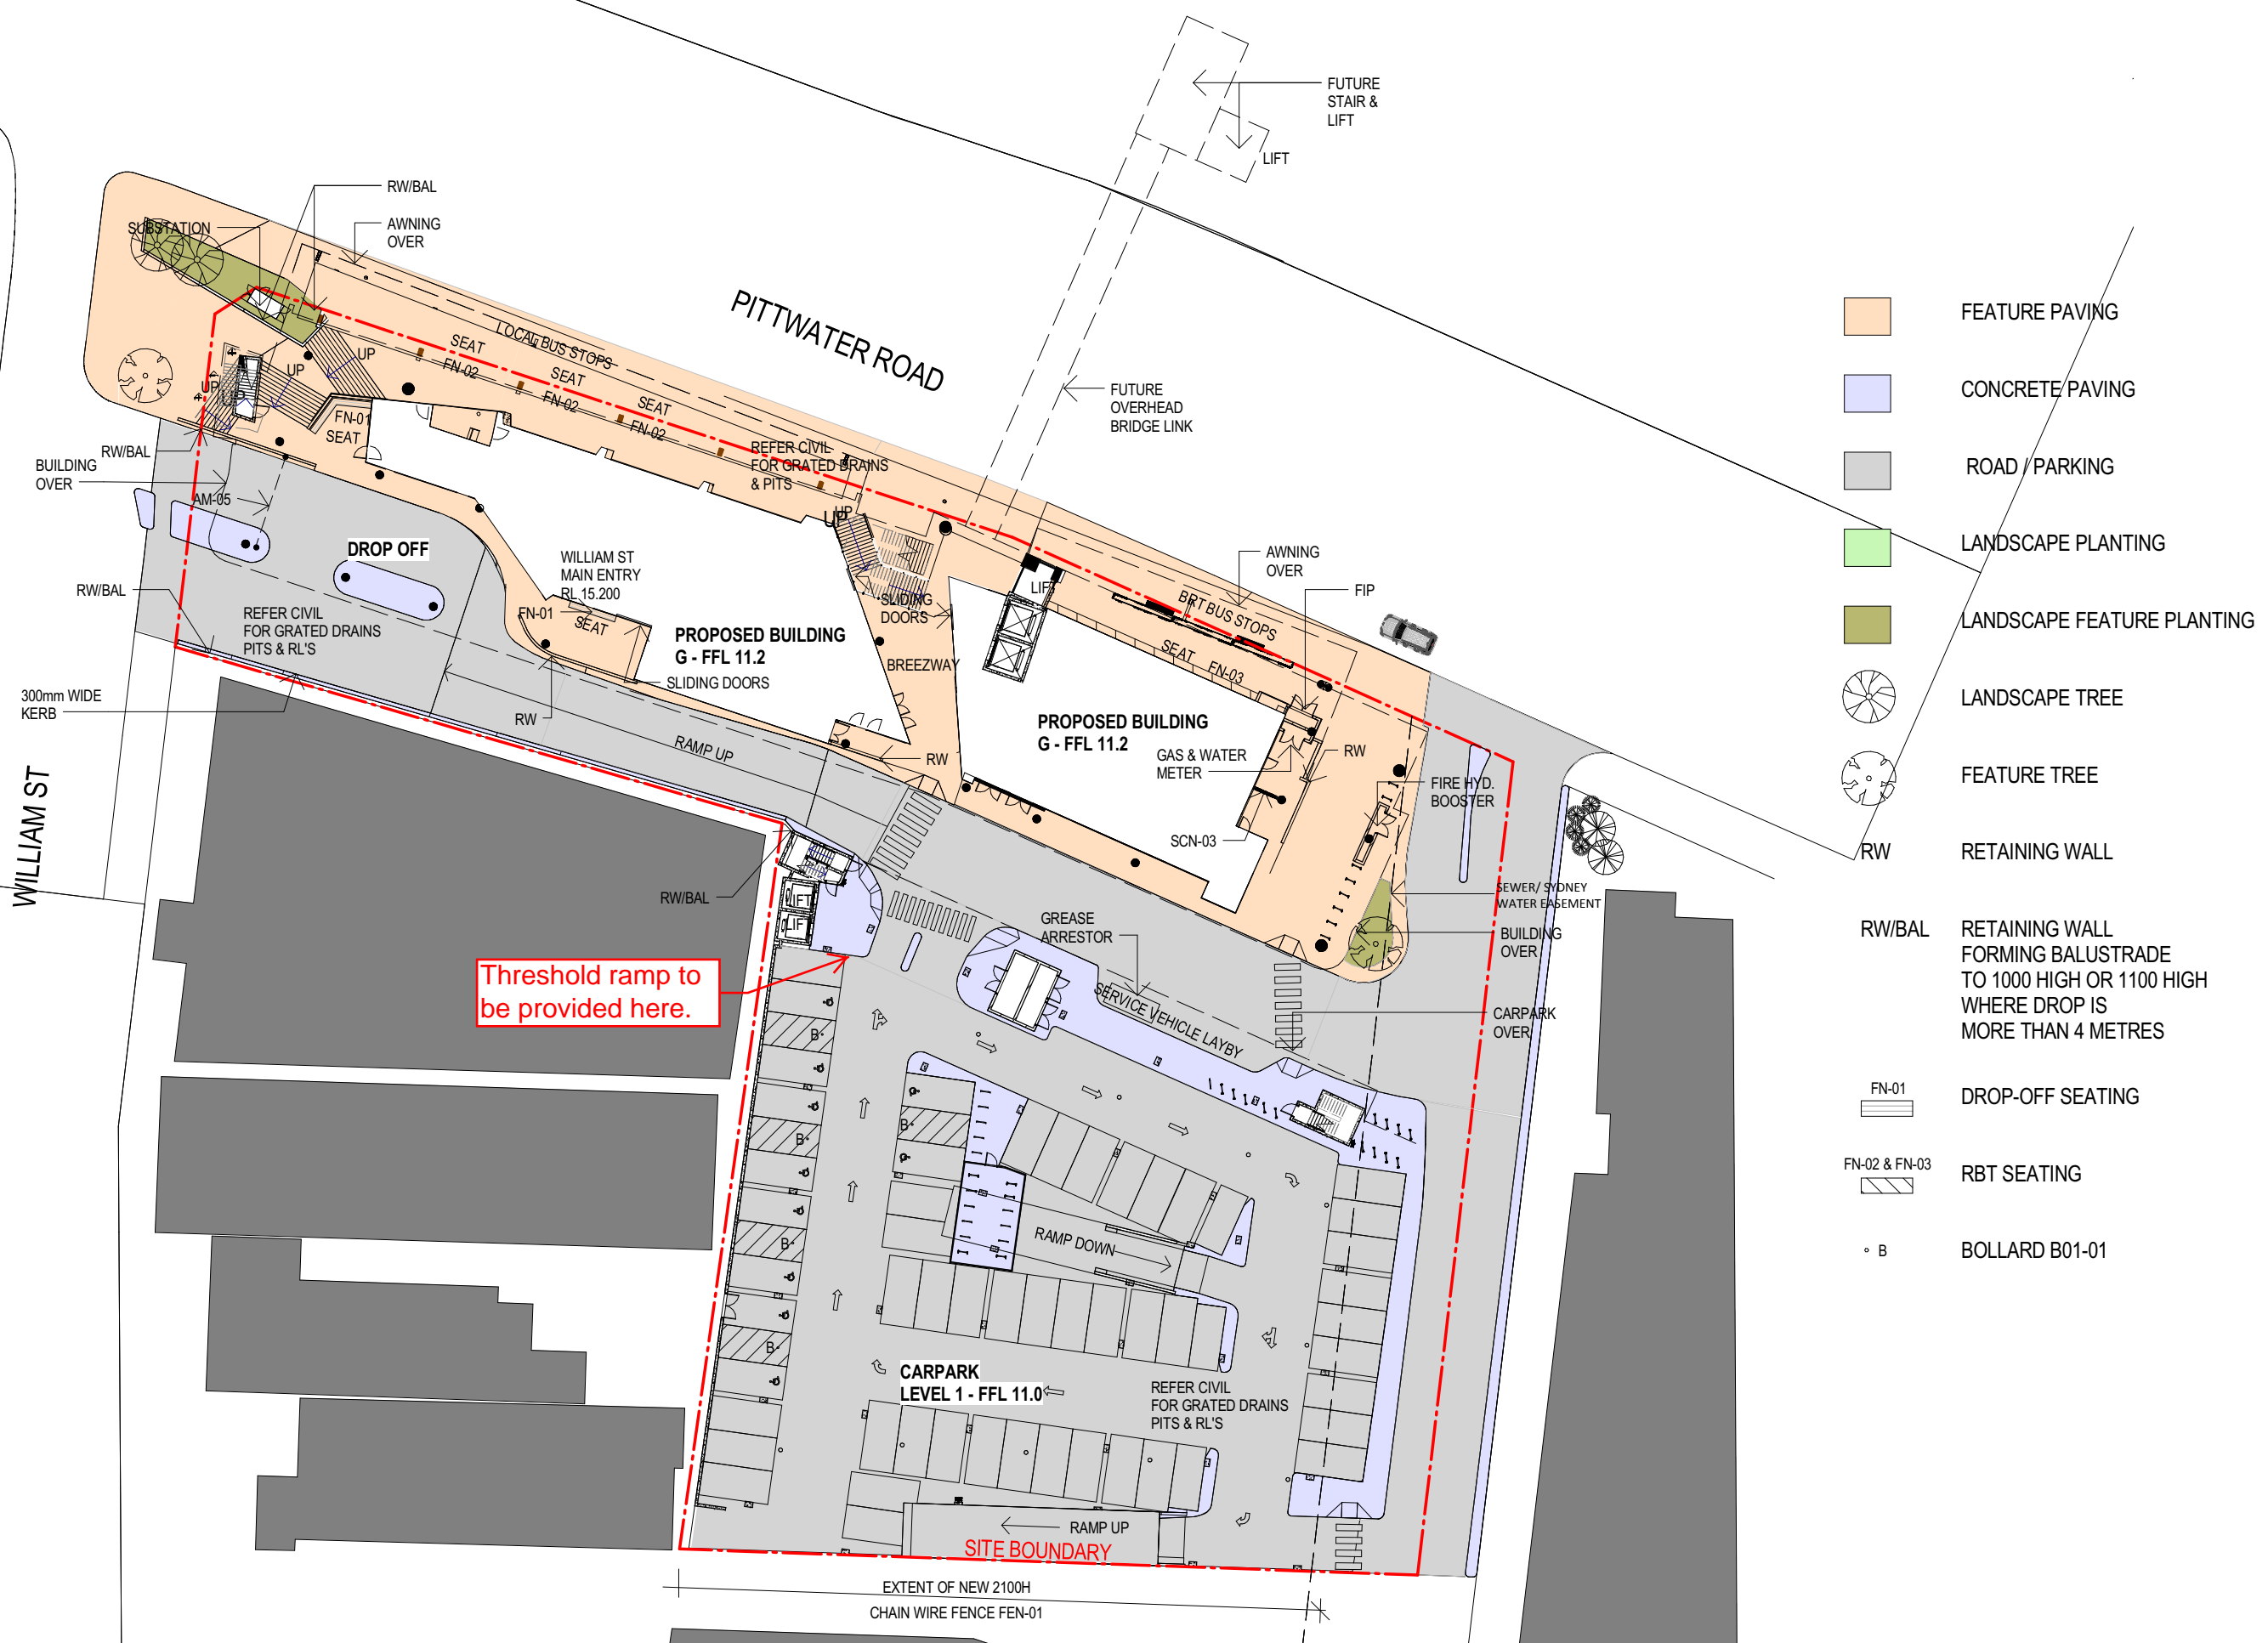 FUTURE
STAIR &
LIFT
LIFT
RW/BAL
AWNING
OVER
SUBSTATION
PITTWATER ROAD
LOCAL BUS STOPS
SEAT
FN-02
SEAT
FN-02
SEAT
FN-02
UP
UP
UP
FN-01
SEAT
FUTURE
OVERHEAD
BRIDGE LINK
REFER CIVIL
FOR GRATED DRAINS
& PITS
RW/BAL
BUILDING
OVER
AM-05
DROP OFF
UP
UP
WILLIAM ST
MAIN ENTRY
RL 15.200
FN-01
SEAT
AWNING
OVER
FIP
LIFT
BRT BUS STOPS
SLIDING
DOORS
RW/BAL
REFER CIVIL
FOR GRATED DRAINS
PITS & RL'S
PROPOSED BUILDING
G - FFL 11.2
BREEZWAY
SEAT
FN-03
SLIDING DOORS
300mm WIDE
KERB
RW
RAMP UP
RW
PROPOSED BUILDING
G - FFL 11.2
GAS & WATER
METER
RW
FIRE HYD.
BOOSTER
SCN-03
WILLIAM ST
RW/BAL
LIFT
LIFT
SEWER/ SYDNEY
WATER EASEMENT
GREASE
ARRESTOR
BUILDING
OVER
Threshold ramp to
be provided here.
SERVICE VEHICLE LAYBY
CARPARK
OVER
B
B
B
B
B
RAMP DOWN
CARPARK
LEVEL 1 - FFL 11.0
REFER CIVIL
FOR GRATED DRAINS
PITS & RL'S
RAMP UP
SITE BOUNDARY
EXTENT OF NEW 2100H
CHAIN WIRE FENCE FEN-01
FEATURE PAVING
CONCRETE PAVING
ROAD / PARKING
LANDSCAPE PLANTING
LANDSCAPE FEATURE PLANTING
LANDSCAPE TREE
FEATURE TREE
RW RETAINING WALL
RW/BAL RETAINING WALL
FORMING BALUSTRADE
TO 1000 HIGH OR 1100 HIGH
WHERE DROP IS
MORE THAN 4 METRES
FN-01 DROP-OFF SEATING
FN-02 & FN-03 RBT SEATING
B BOLLARD B01-01